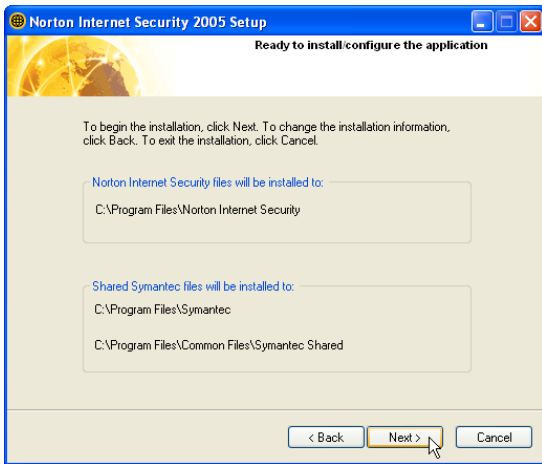 Norton Internet Security 2005 Setup
Ready to install/configure the application
To begin the installation, click Next. To change the installation information,
click Back. To exit the installation, click Cancel.
Norton Internet Security files will be installed to:
C:\Program Files\Norton Internet Security
Shared Symantec files will be installed to:
C:\Program Files\Symantec
C:\Program Files\Common Files\Symantec Shared
< Back Next > Cancel